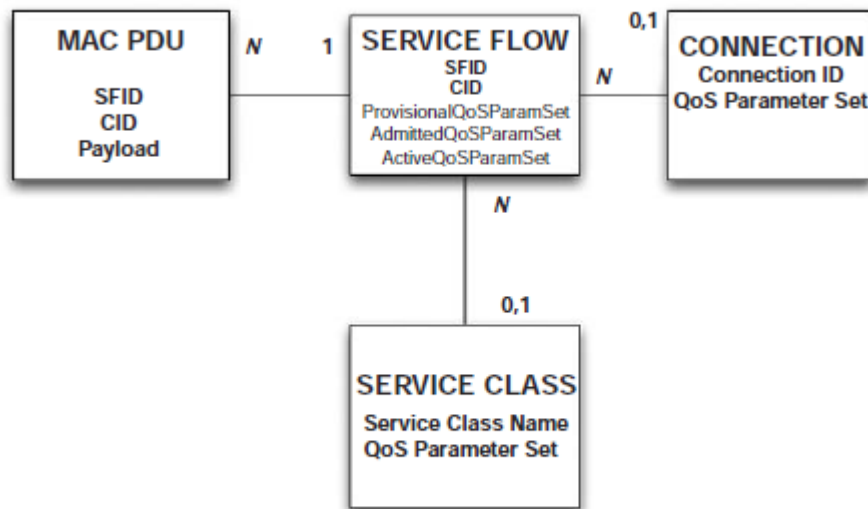 MAC PDU
SFID
CID
Payload
N
1
SERVICE FLOW
SFID
CID
ProvisionalQoSParamSet
AdmittedQoSParamSet
ActiveQoSParamSet
0,1
N
CONNECTION
Connection ID
QoS Parameter Set
N
0,1
SERVICE CLASS
Service Class Name
QoS Parameter Set